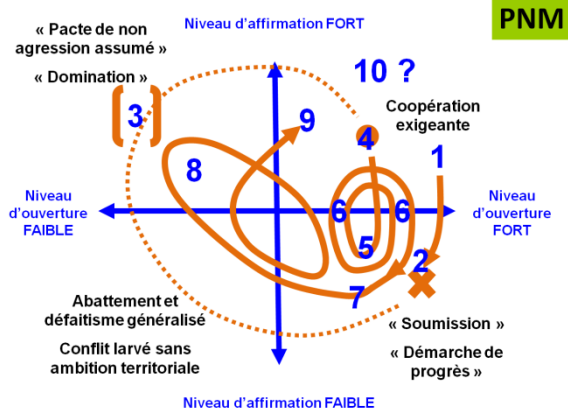 PNM
Niveau d'affirmation FORT
« Pacte de non
agression assumé »
« Domination »
10 ?
Coopération
exigeante
3
9
4
1
8
Niveau
d'ouverture
FAIBLE
6
6
Niveau
d'ouverture
FORT
5
2
7
Abattement et
défaitisme généralisé
Conflit larvé sans
ambition territoriale
« Soumission »
« Démarche de
progrès »
Niveau d'affirmation FAIBLE